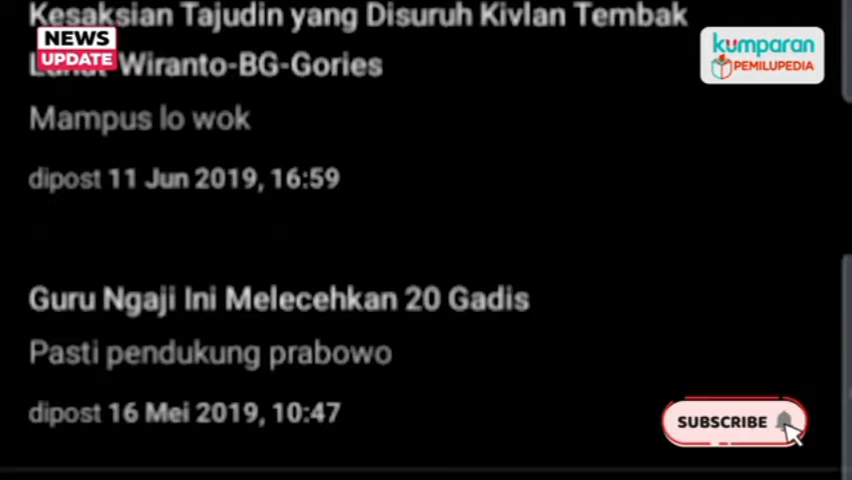 Kesaksian Tajudin yang Disuruh Kivlan Tembak
Wiranto-BG-Gories
NEWS
UPDATE
kumparan
PEMILUPEDIA
Mampus lo wok
dipost 11 Jun 2019, 16:59
Guru Ngaji Ini Melecehkan 20 Gadis
Pasti pendukung prabowo
dipost 16 Mei 2019, 10:47
SUBSCRIBE